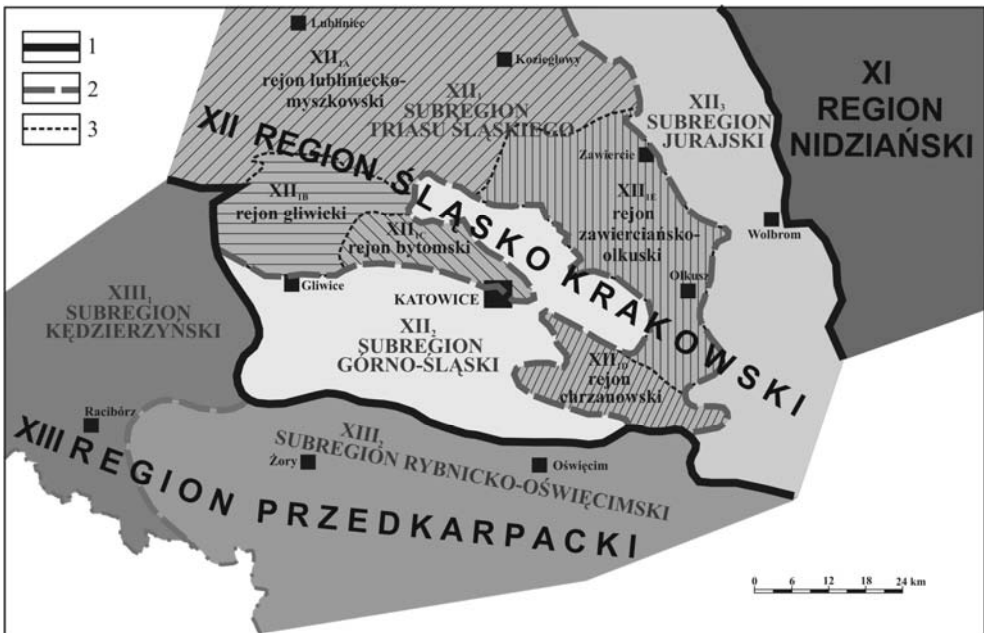 1
2
3
Lubliniec
XII1A
rejon lubliniecko-
myszkowski
Koziegłowy
XII1
SUBREGION
TRIASU ŚLĄSKIEGO
XII3
SUBREGION
JURAJSKI
XI
REGION
NIDZIAŃSKI
XII REGION ŚLĄSKO KRAKOWSKI
Zawiercie
XII1B
rejon gliwicki
XII1C
rejon bytomski
XII1E
rejon
zawierciańsko-
olkuski
Wolbrom
Olkusz
Gliwice
KATOWICE
XIII1
SUBREGION
KĘDZIERZYŃSKI
XII2
SUBREGION
GÓRNO-ŚLĄSKI
XII1D
rejon
chrzanowski
Racibórz
XIII2
SUBREGION RYBNICKO-OŚWIĘCIMSKI
Żory
Oświęcim
XIII REGION PRZEDKARPACKI
0 6 12 18 24 km